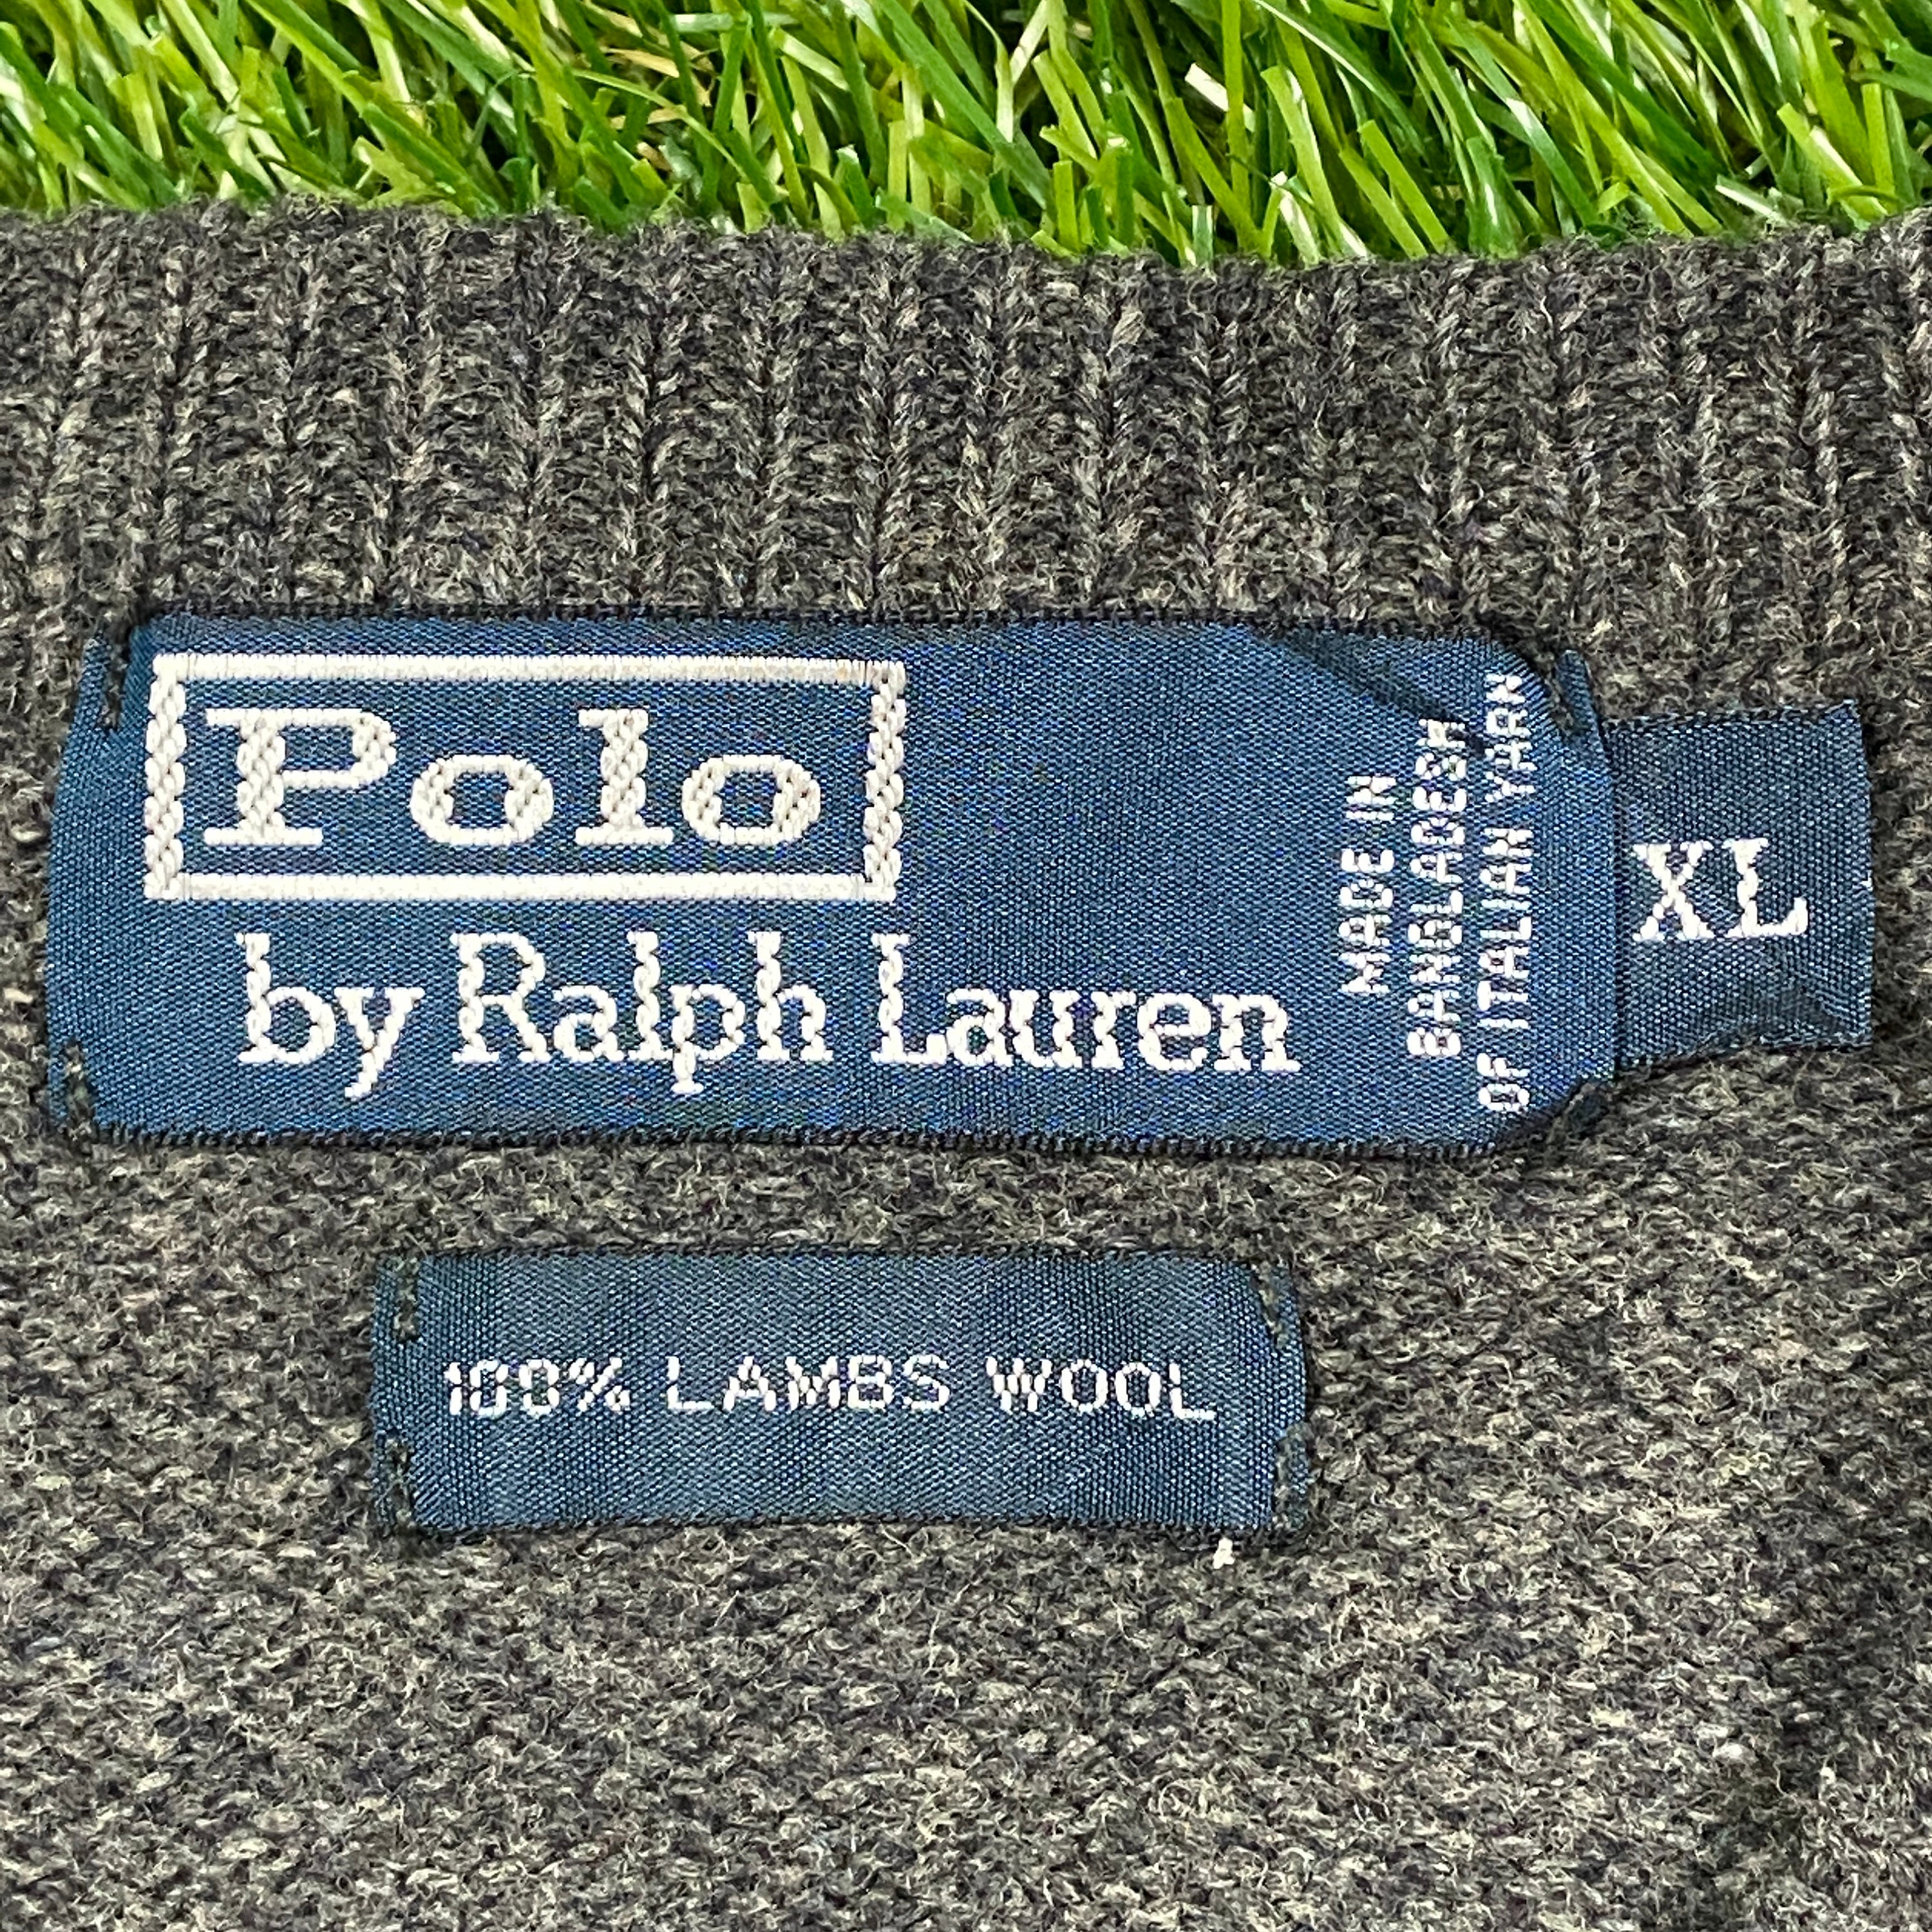 Polo
by Ralph Lauren
MADE IN
BANGLADESH
OF ITALIAN YARN
XL
100% LAMBS WOOL